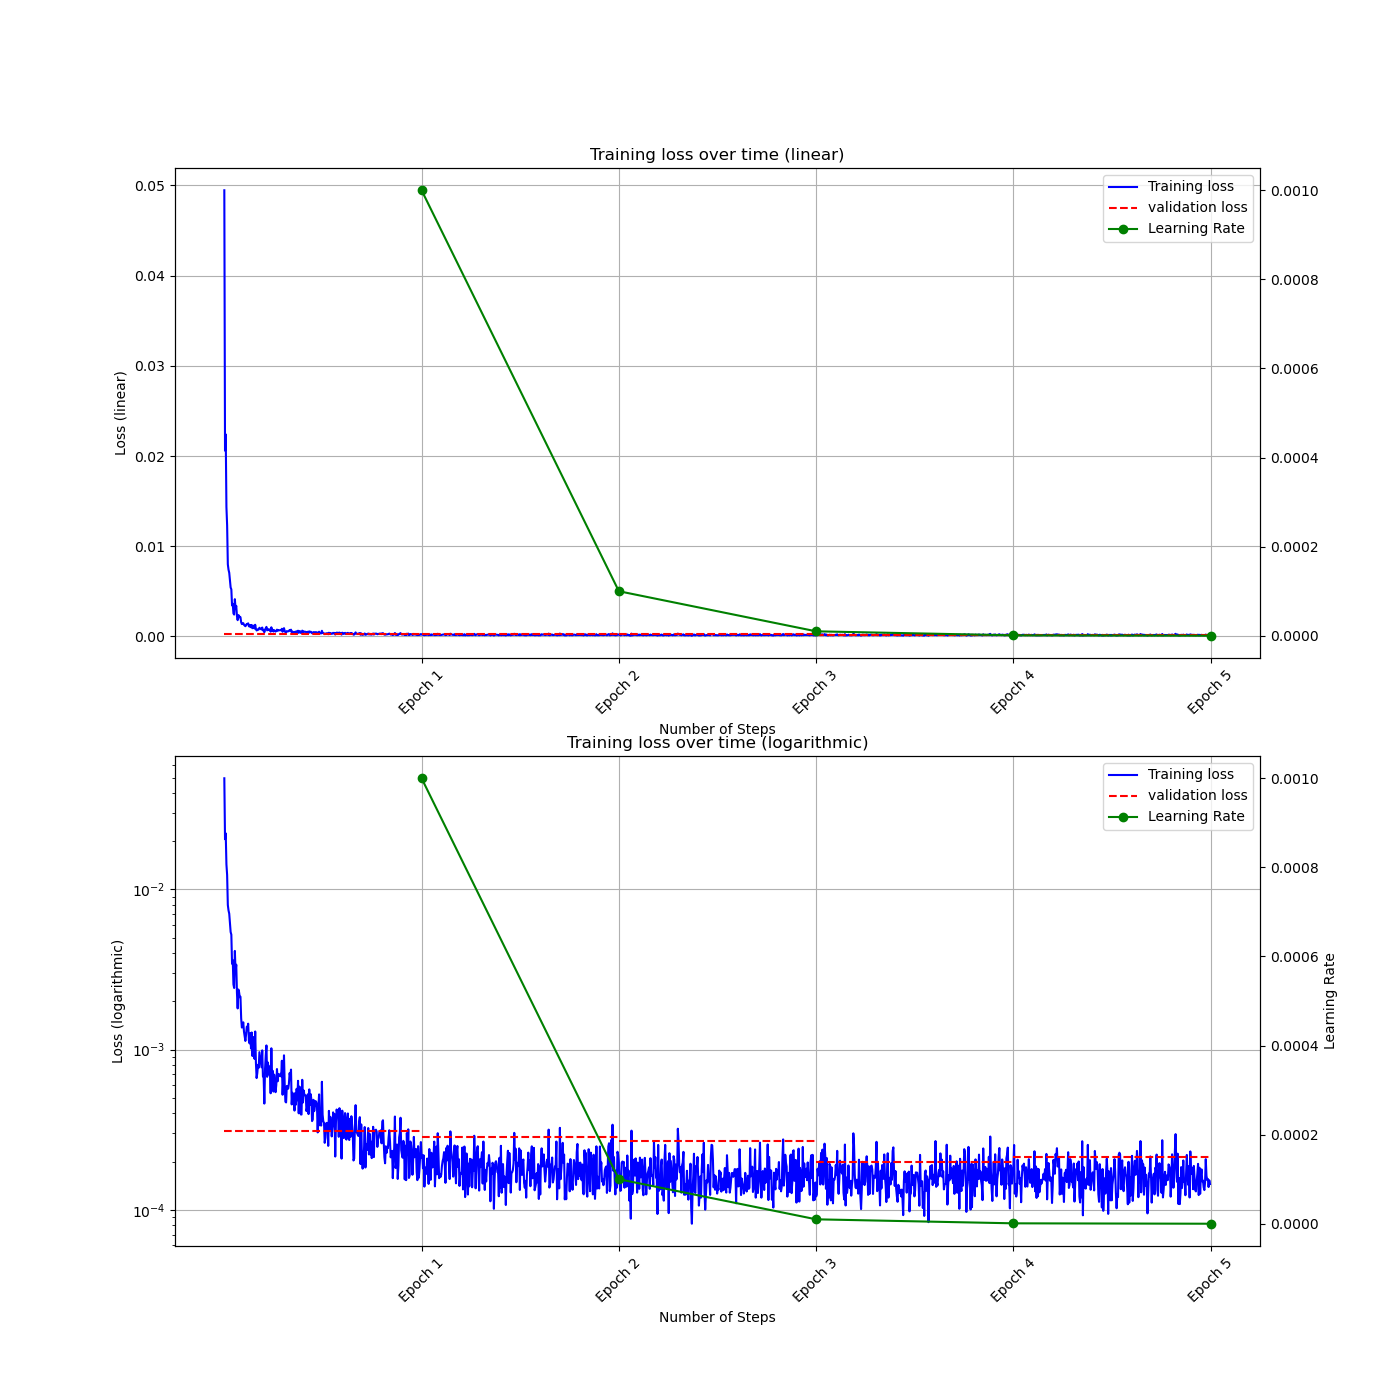 Training loss over time (linear)
0.05
0.04
0.03
0.02
0.01
0.00
Loss (linear)
Training loss
validation loss
Learning Rate
0.0010
0.0008
0.0006
0.0004
0.0002
0.0000
Epoch 1
Epoch 2
Epoch 3
Epoch 4
Epoch 5
Number of Steps
Training loss over time (logarithmic)
10⁻²
10⁻³
10⁻⁴
Loss (logarithmic)
Training loss
validation loss
Learning Rate
0.0010
0.0008
0.0006
0.0004
0.0002
0.0000
Learning Rate
Epoch 1
Epoch 2
Epoch 3
Epoch 4
Epoch 5
Number of Steps